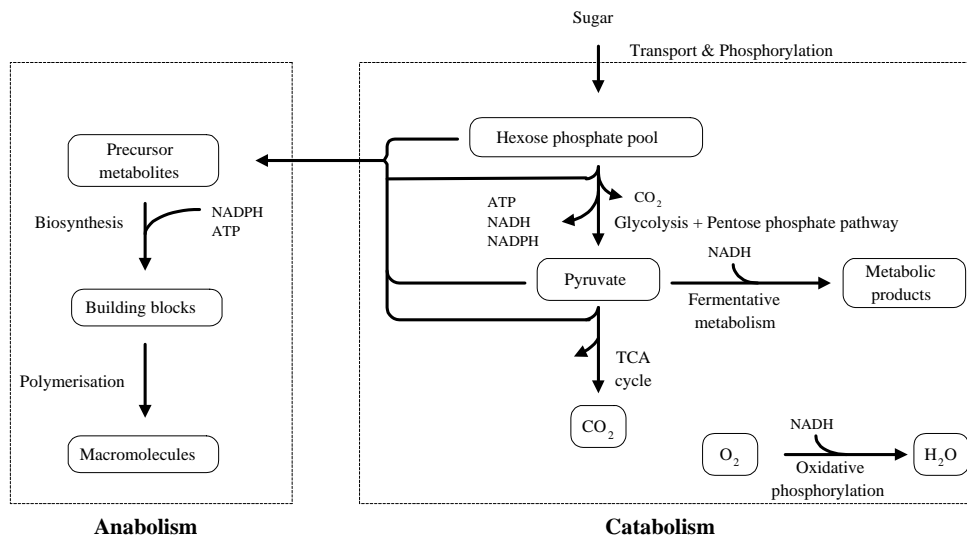 Sugar
Transport & Phosphorylation
Hexose phosphate pool
Precursor
metabolites
CO₂
ATP
NADH
NADPH
Glycolysis + Pentose phosphate pathway
Biosynthesis
NADPH
ATP
NADH
Pyruvate
Metabolic
products
Fermentative
metabolism
Building blocks
TCA
cycle
Polymerisation
CO₂
NADH
Macromolecules
O₂
H₂O
Oxidative
phosphorylation
Anabolism
Catabolism